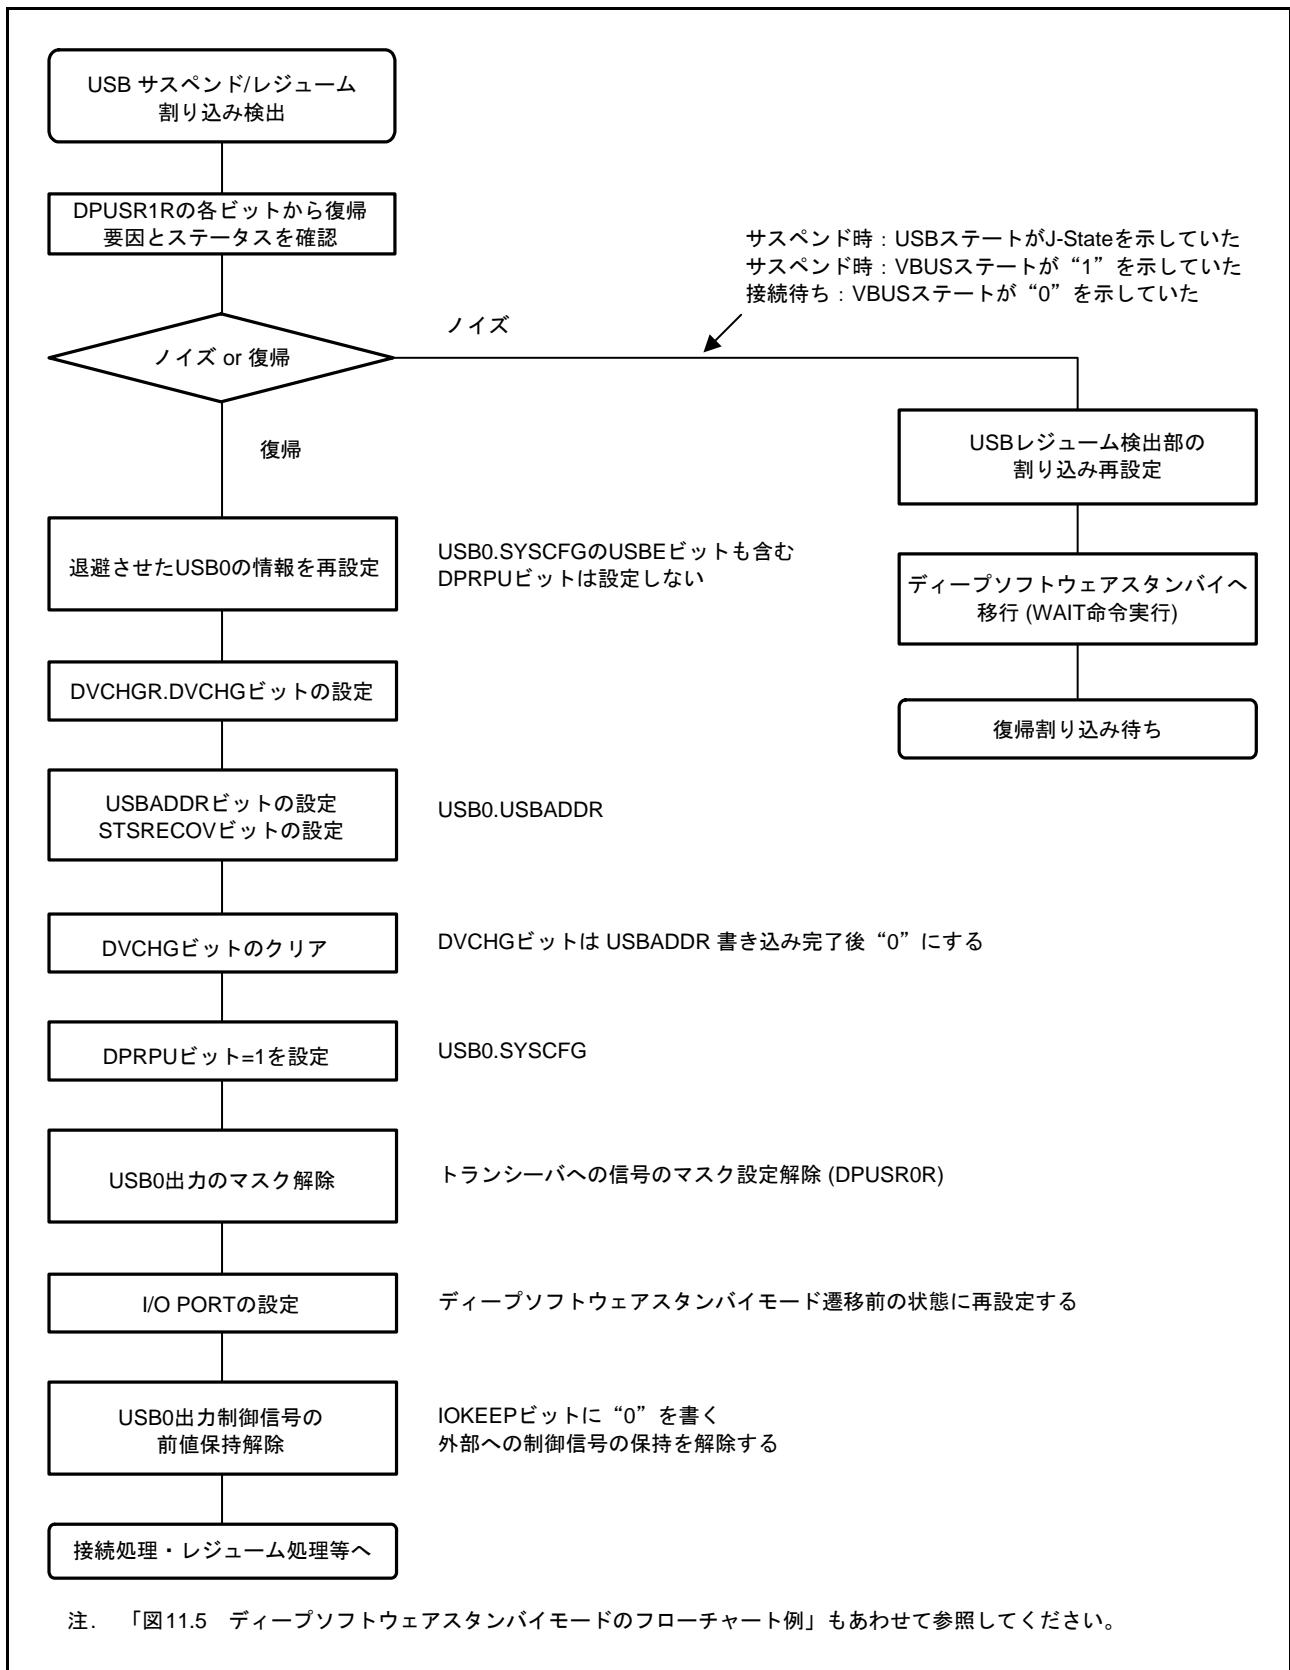 USB サスペンド/レジューム
割り込み検出
DPUSR1Rの各ビットから復帰
要因とステータスを確認
サスペンド時：USBステートがJ-Stateを示していた
サスペンド時：VBUSステートが“1”を示していた
接続待ち：VBUSステートが“0”を示していた
ノイズ
ノイズ or 復帰
復帰
USBレジューム検出部の
割り込み再設定
ディープソフトウェアスタンバイへ
移行 (WAIT命令実行)
復帰割り込み待ち
退避させたUSB0の情報を再設定
USB0.SYSCFGのUSBEビットも含む
DPRPUビットは設定しない
DVCHGR.DVCHGビットの設定
USBADDRビットの設定
STSRECOVビットの設定
USB0.USBADDR
DVCHGビットのクリア
DVCHGビットは USBADDR 書き込み完了後“0”にする
DPRPUビット=1を設定
USB0.SYSCFG
USB0出力のマスク解除
トランシーバへの信号のマスク設定解除 (DPUSR0R)
I/O PORTの設定
ディープソフトウェアスタンバイモード遷移前の状態に再設定する
USB0出力制御信号の
前値保持解除
IOKEEPビットに“0”を書く
外部への制御信号の保持を解除する
接続処理・レジューム処理等へ
注. 「図11.5 ディープソフトウェアスタンバイモードのフローチャート例」もあわせて参照してください。